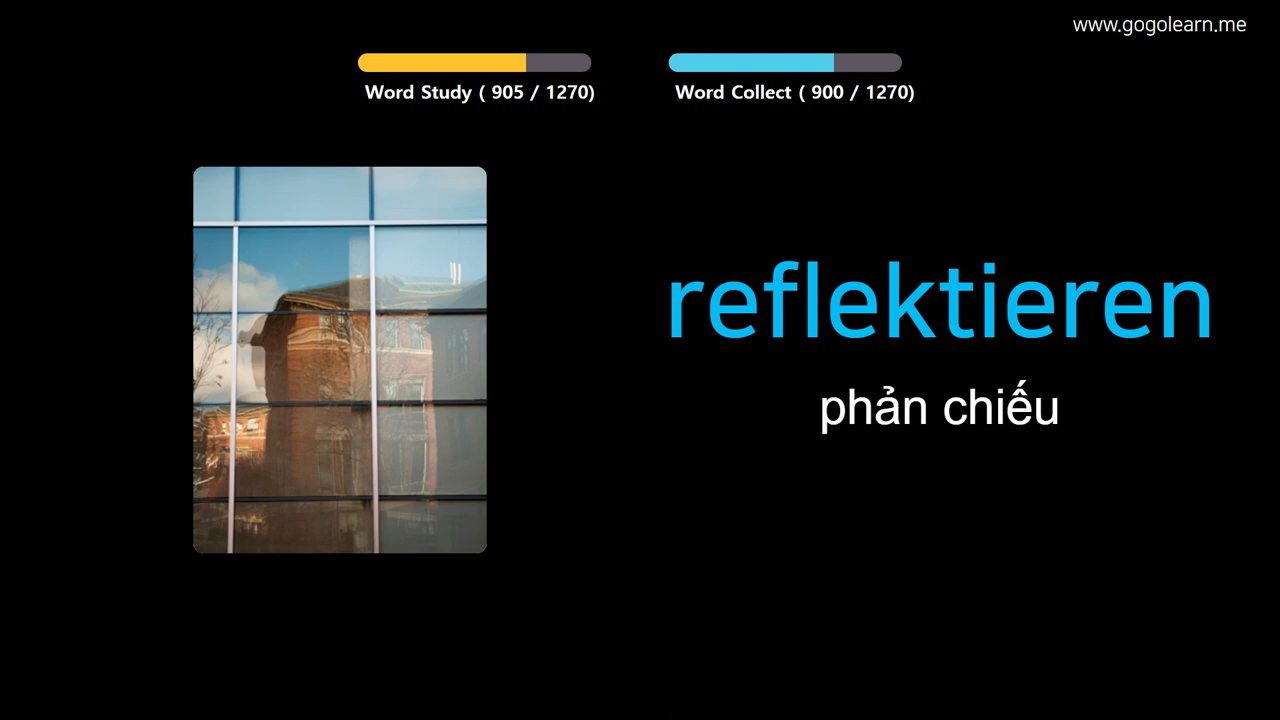 www.gogolearn.me
Word Study ( 905 / 1270)
Word Collect ( 900 / 1270)
reflektieren
phản chiếu